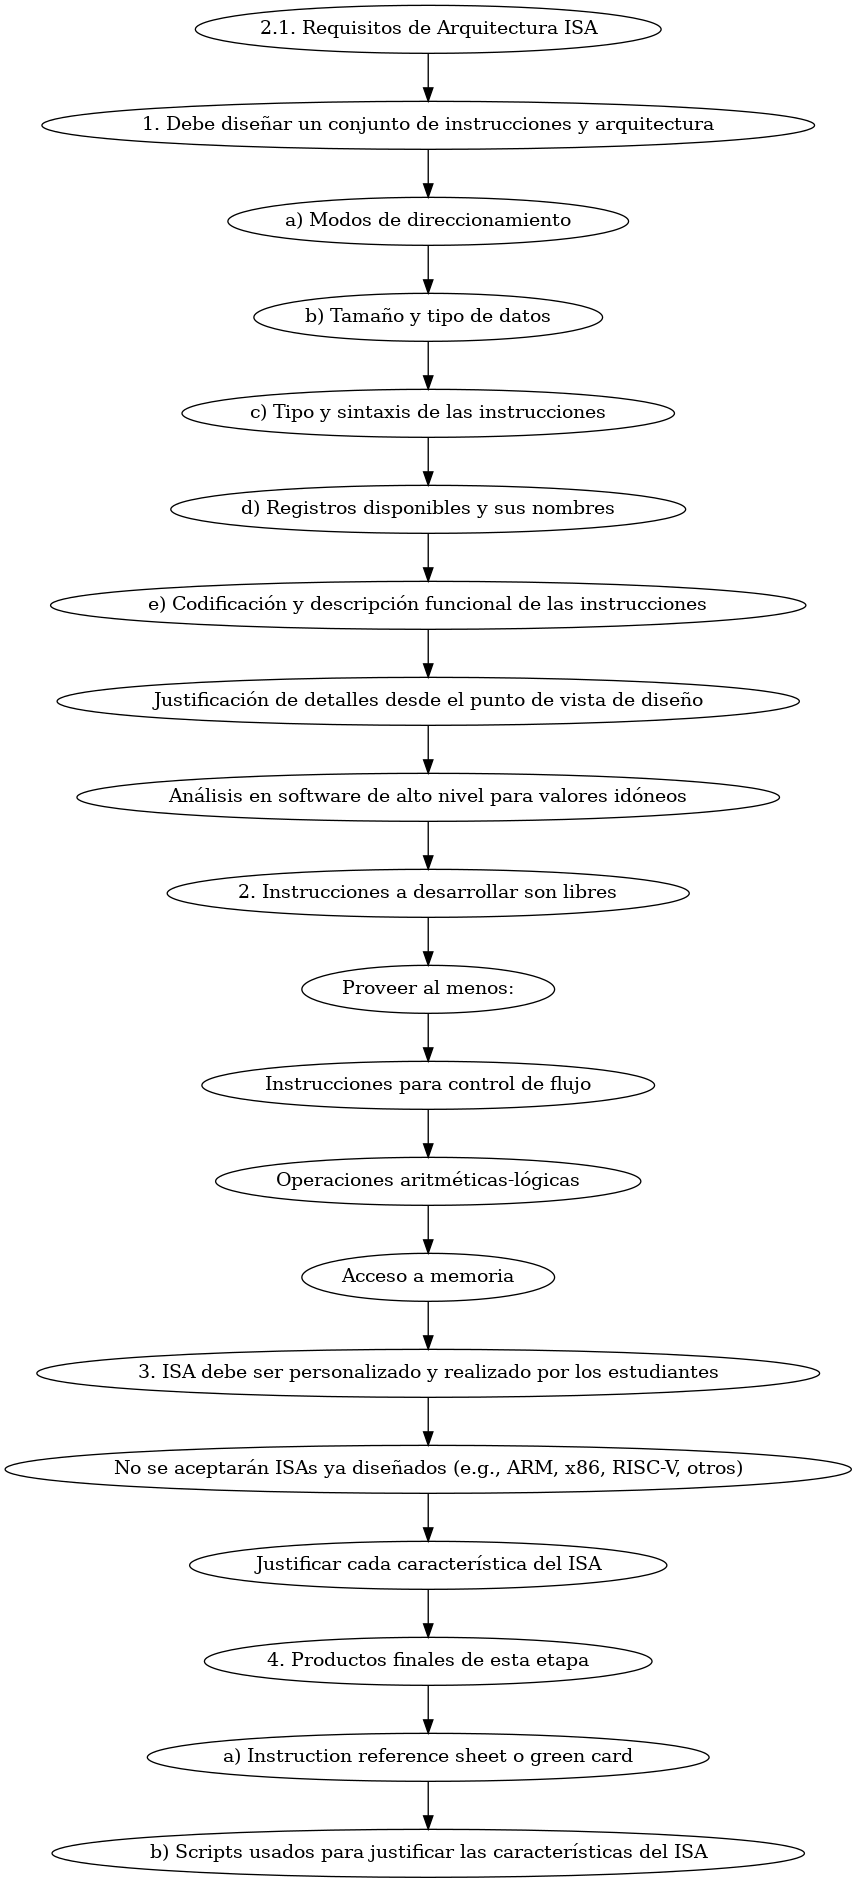 2.1. Requisitos de Arquitectura ISA
1. Debe diseñar un conjunto de instrucciones y arquitectura
a) Modos de direccionamiento
b) Tamaño y tipo de datos
c) Tipo y sintaxis de las instrucciones
d) Registros disponibles y sus nombres
e) Codificación y descripción funcional de las instrucciones
Justificación de detalles desde el punto de vista de diseño
Análisis en software de alto nivel para valores idóneos
2. Instrucciones a desarrollar son libres
Proveer al menos:
Instrucciones para control de flujo
Operaciones aritméticas-lógicas
Acceso a memoria
3. ISA debe ser personalizado y realizado por los estudiantes
No se aceptarán ISAs ya diseñados (e.g., ARM, x86, RISC-V, otros)
Justificar cada característica del ISA
4. Productos finales de esta etapa
a) Instruction reference sheet o green card
b) Scripts usados para justificar las características del ISA